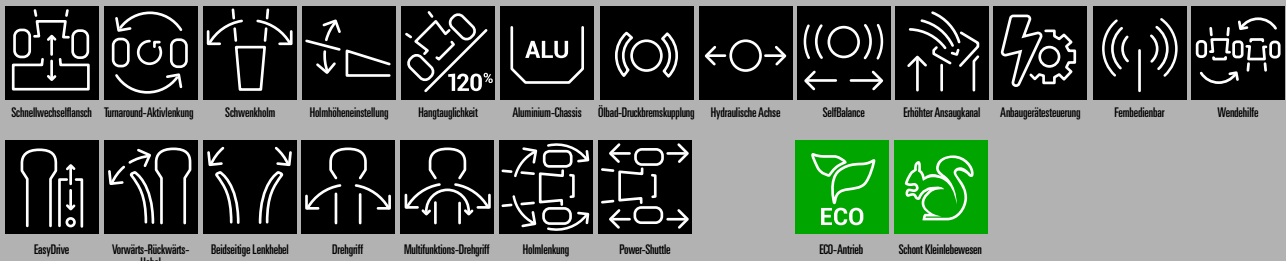 ALU
120%
Schnellwechselflansch Turnaround-Aktivlenkung Schwenkholm Holmhöheneinstellung Hangtauglichkeit Aluminium-Chassis Ölbad-Druckbremskupplung Hydraulische Achse SelfBalance Erhöhter Ansaugkanal Anbaugerätesteuerung Fernbedienbar Wendehilfe
ECO
EasyDrive Vorwärts-Rückwärts- Beidseitige Lenkhebel Drehgriff Multifunktions-Drehgriff Holmlenkung Power-Shuttle ECO-Antrieb Schont Kleinlebewesen
Hebel